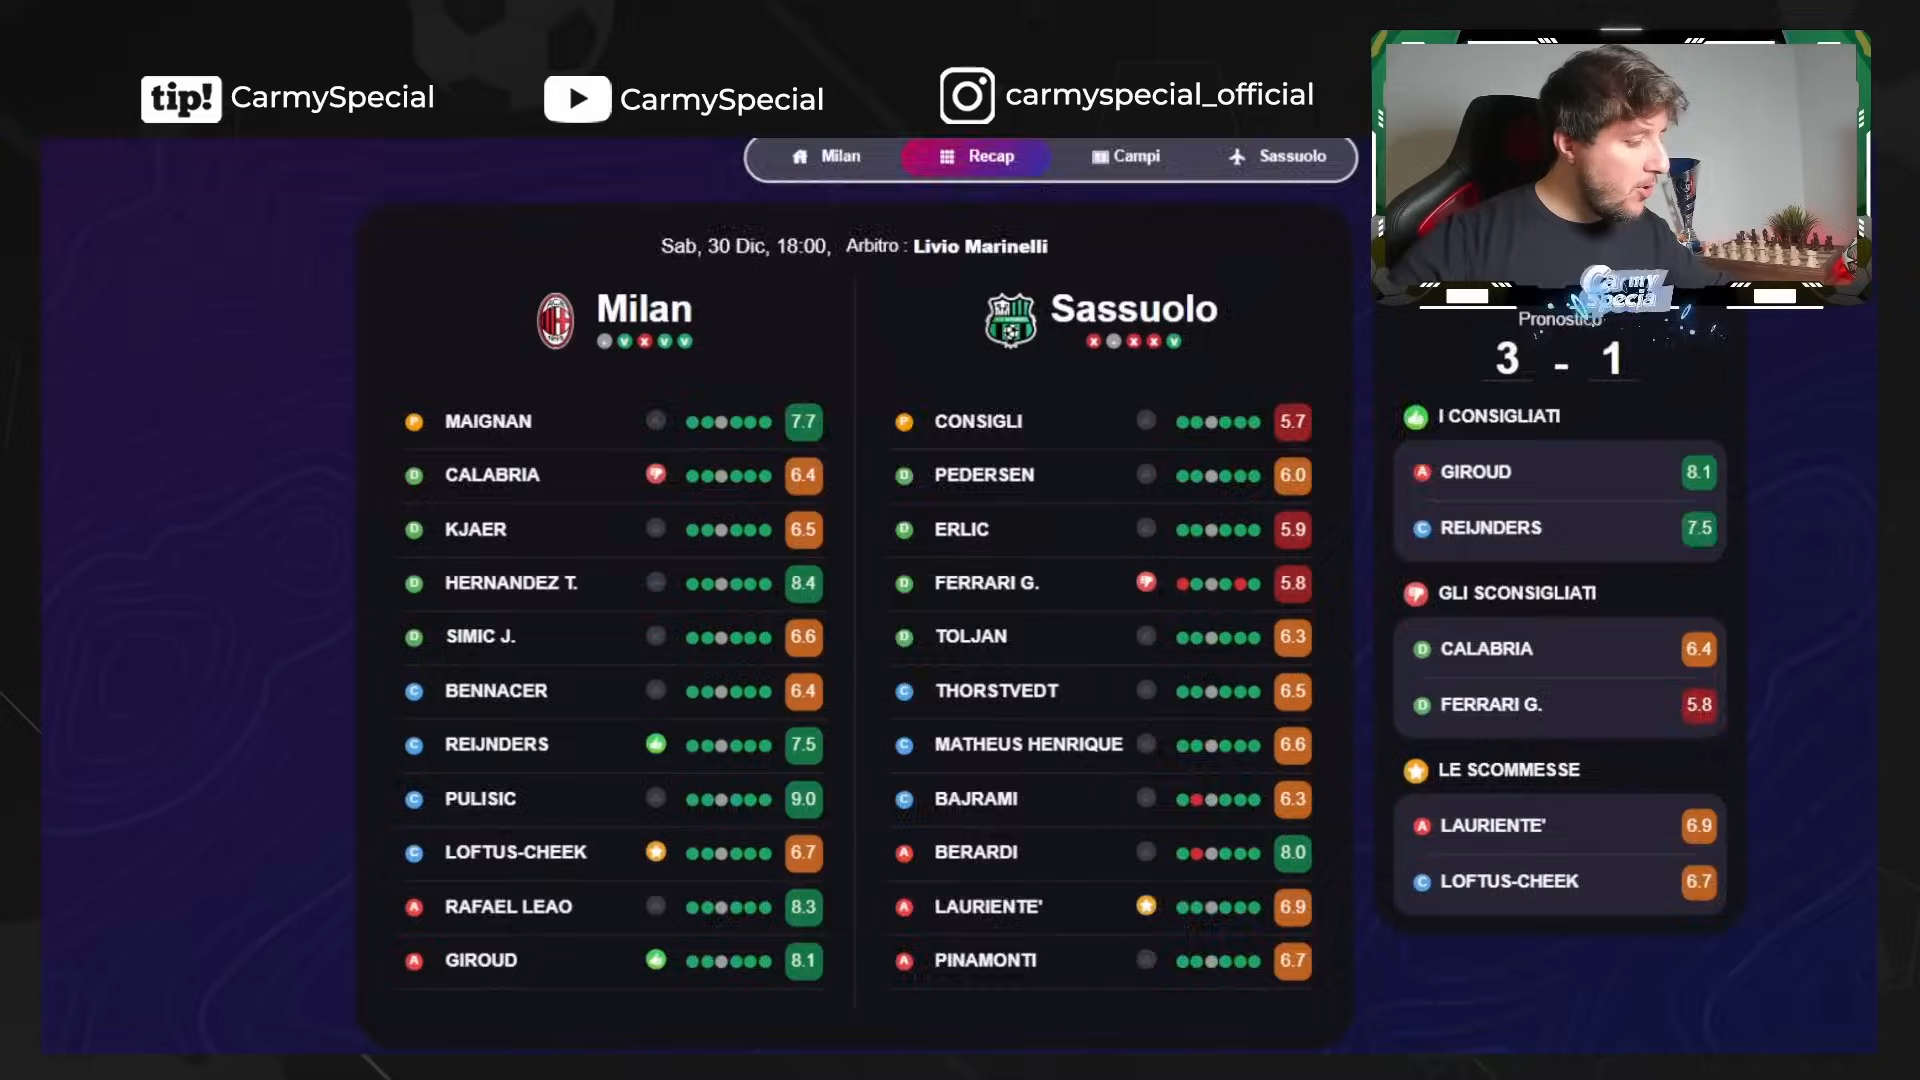 tip! CarmySpecial
CarmySpecial
carmyspecial_official
Milan
Recap
Campi
Sassuolo
Sab, 30 Dic, 18:00, Arbitro : Livio Marinelli
Milan
V X V V
P MAIGNAN 7.7
D CALABRIA 6.4
D KJAER 6.5
D HERNANDEZ T. 8.4
D SIMIC J. 6.6
C BENNACER 6.4
C REIJNDERS 7.5
C PULISIC 9.0
C LOFTUS-CHEEK 6.7
A RAFAEL LEAO 8.3
A GIROUD 8.1
Sassuolo
X - X X V
P CONSIGLI 5.7
D PEDERSEN 6.0
D ERLIC 5.9
D FERRARI G. 5.8
D TOLJAN 6.3
C THORSTVEDT 6.5
C MATHEUS HENRIQUE 6.6
C BAJRAMI 6.3
A BERARDI 8.0
A LAURIENTE' 6.9
A PINAMONTI 6.7
Carmy
Special
Pronostico
3 - 1
I CONSIGLIATI
A GIROUD 8.1
C REIJNDERS 7.5
GLI SCONSIGLIATI
D CALABRIA 6.4
D FERRARI G. 5.8
LE SCOMMESSE
A LAURIENTE' 6.9
C LOFTUS-CHEEK 6.7